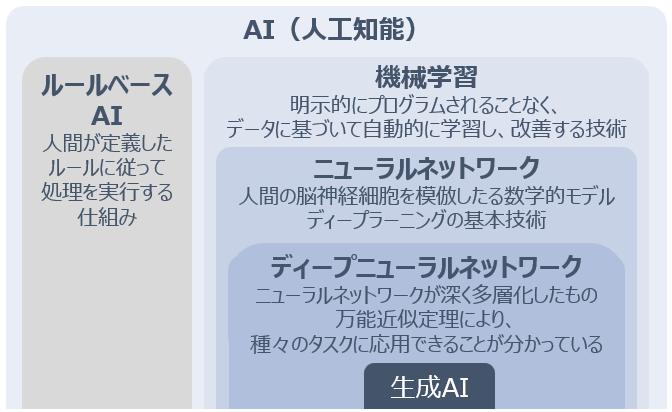 AI（人工知能）
ルールベース
AI
人間が定義した
ルールに従って
処理を実行する
仕組み
機械学習
明示的にプログラムされることなく、
データに基づいて自動的に学習し、改善する技術
ニューラルネットワーク
人間の脳神経細胞を模倣したる数学的モデル
ディープラーニングの基本技術
ディープニューラルネットワーク
ニューラルネットワークが深く多層化したもの
万能近似定理により、
種々のタスクに応用できることが分かっている
生成AI